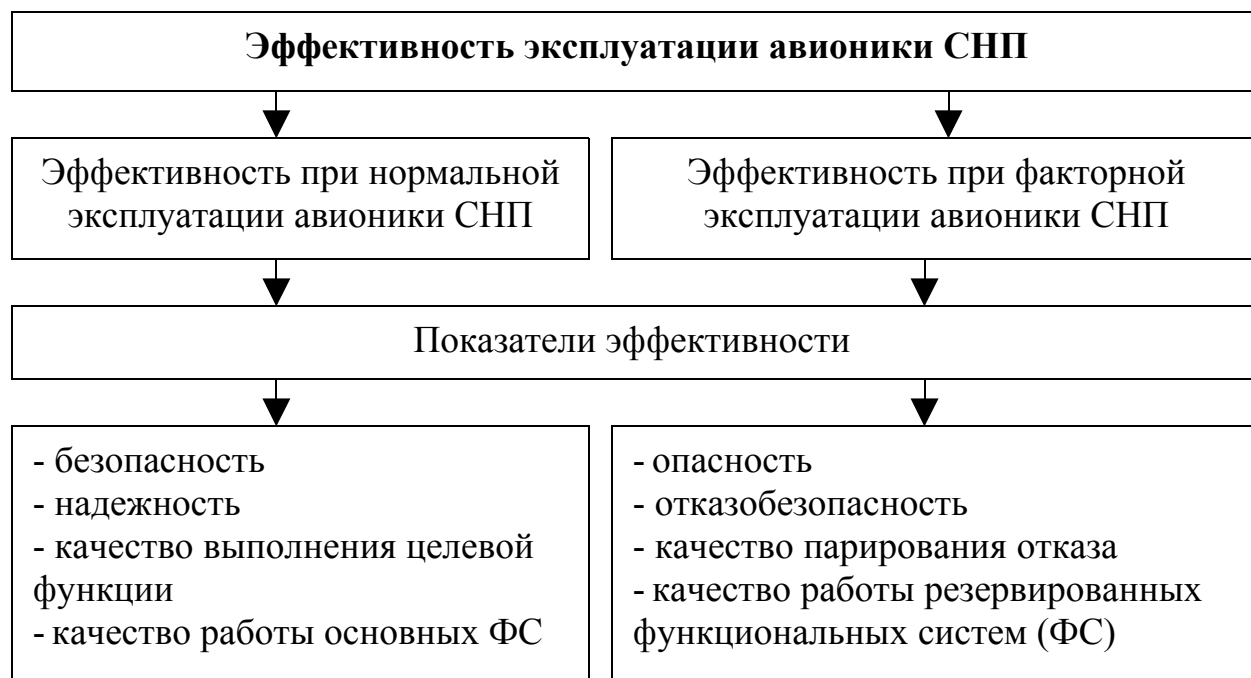 Эффективность эксплуатации авионики СНП
Эффективность при нормальной
эксплуатации авионики СНП
Эффективность при факторной
эксплуатации авионики СНП
Показатели эффективности
- безопасность
- надежность
- качество выполнения целевой
функции
- качество работы основных ФС
- опасность
- отказобезопасность
- качество парирования отказа
- качество работы резервированных
функциональных систем (ФС)